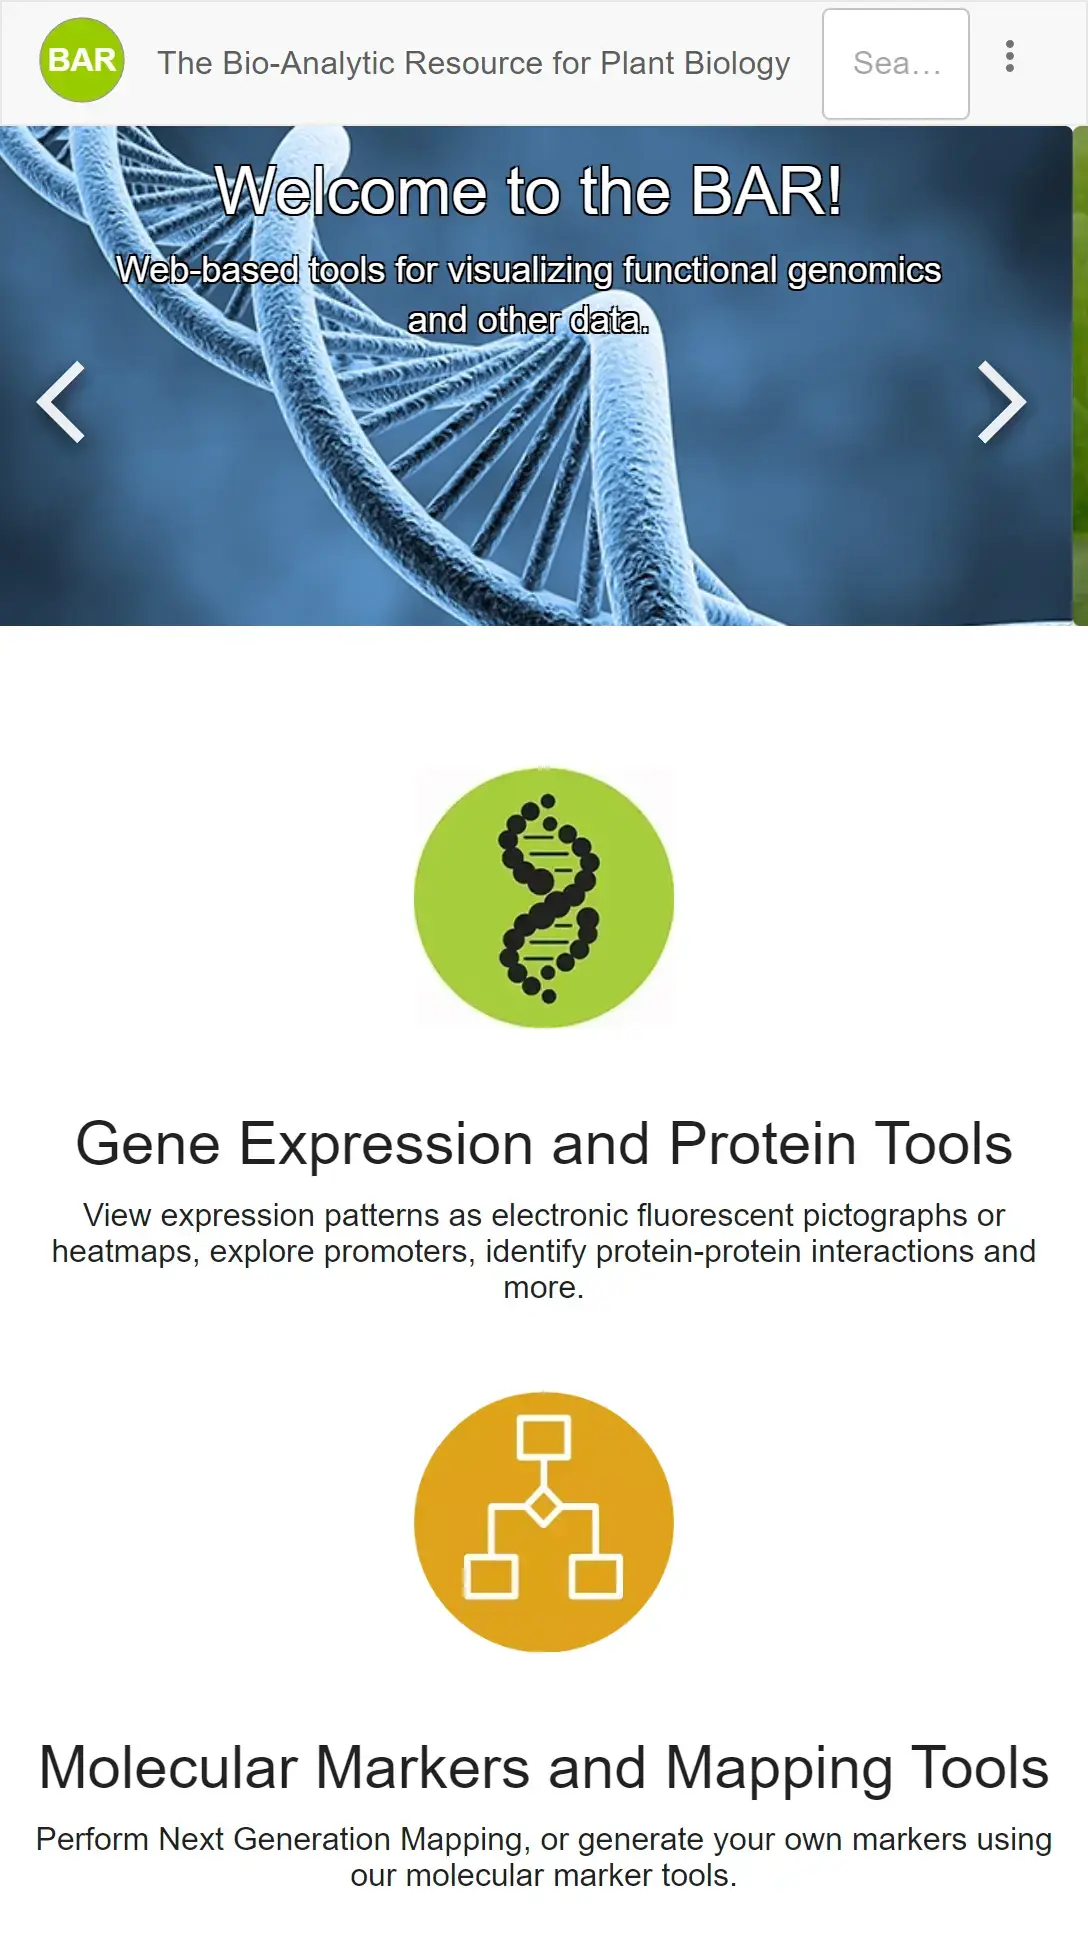 BAR The Bio-Analytic Resource for Plant Biology Sea...
Welcome to the BAR!
Web-based tools for visualizing functional genomics
and other data.
Gene Expression and Protein Tools
View expression patterns as electronic fluorescent pictographs or
heatmaps, explore promoters, identify protein-protein interactions and
more.
Molecular Markers and Mapping Tools
Perform Next Generation Mapping, or generate your own markers using
our molecular marker tools.